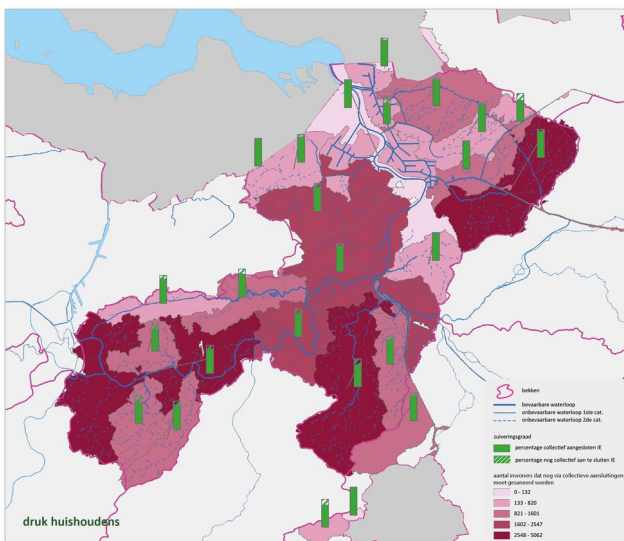 bekken
bevaarbare waterloop
onbevaarbare waterloop 1ste cat.
onbevaarbare waterloop 2de cat.
zuiveringsgraad
percentage collectief aangesloten IE
percentage nog collectief aan te sluiten IE
aantal inwoners dat nog via collectieve aansluitingen
moet gesaneerd worden
0 - 132
133 - 820
821 - 1601
1602 - 2547
2548 - 5062
druk huishoudens